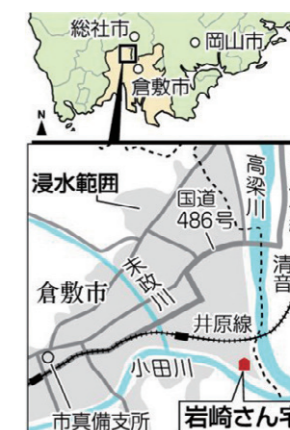 総社市
岡山市
倉敷市
N
高梁川
浸水範囲
国道
486号
末政川
清音
倉敷市
井原線
小田川
市真備支所
岩崎さん宅